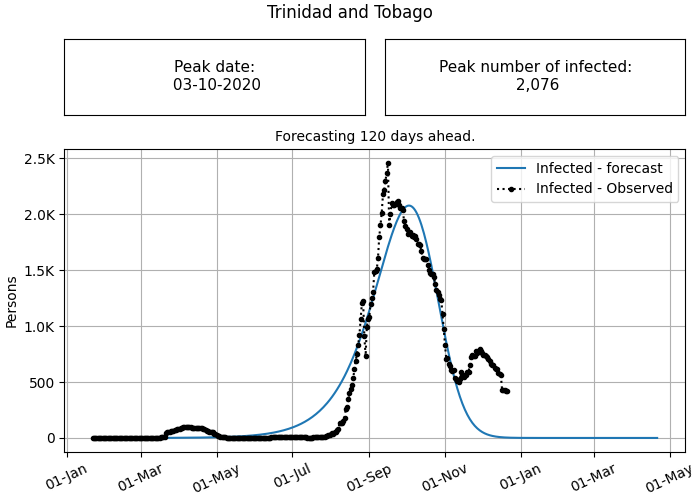 Trinidad and Tobago
Peak date:
03-10-2020
Peak number of infected:
2,076
Forecasting 120 days ahead.
Infected - forecast
Infected - Observed
Persons
2.5K
2.0K
1.5K
1.0K
500
0
01-Jan
01-Mar
01-May
01-Jul
01-Sep
01-Nov
01-Jan
01-Mar
01-May